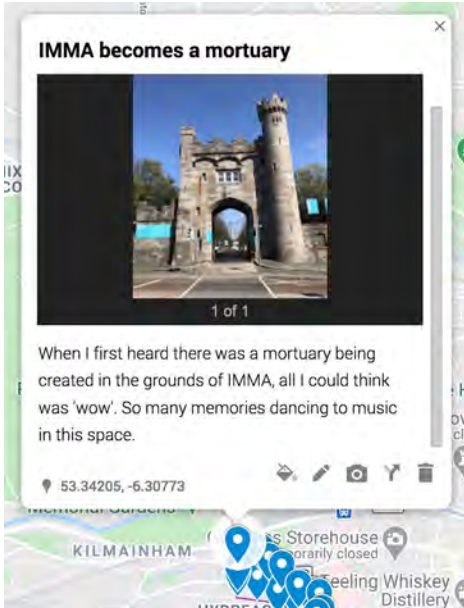 IMMA becomes a mortuary
1 of 1
When I first heard there was a mortuary being
created in the grounds of IMMA, all I could think
was 'wow'. So many memories dancing to music
in this space.
53.34205, -6.30773
Gardens
KILMAINHAM
Storehouse
closed
Teeling Whiskey
Distillery